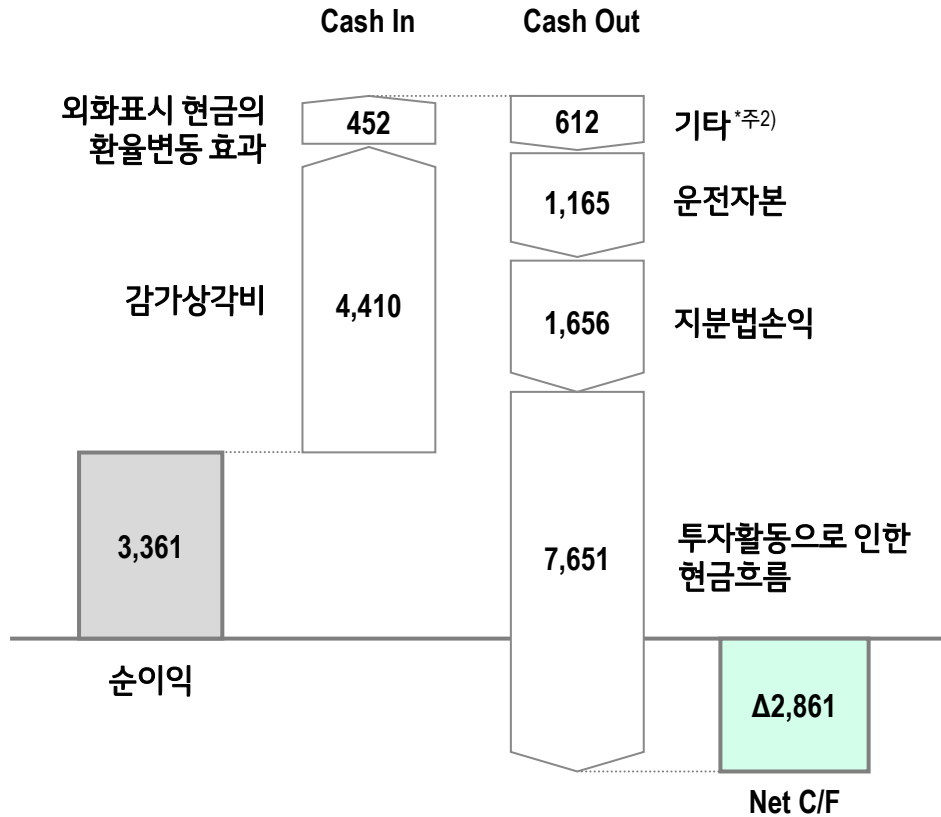 Cash In
Cash Out
외화표시 현금의
환율변동 효과
452
612
기타 *주2)
1,165
운전자본
감가상각비
4,410
1,656
지분법손익
3,361
7,651
투자활동으로 인한
현금흐름
순이익
Δ2,861
Net C/F